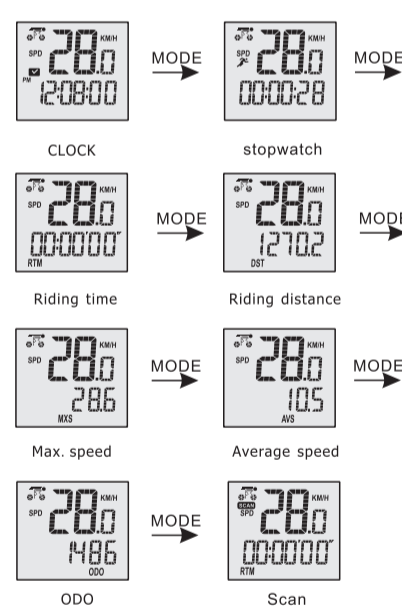 KM/H KM/H
SPD 28.0 MODE SPD 28.0 MODE
PM 12:08:00 00:00:28
CLOCK stopwatch
KM/H KM/H
SPD 28.0 MODE SPD 28.0 MODE
00:00'00" 1270.2
RTM DST
Riding time Riding distance
KM/H KM/H
SPD 28.0 MODE SPD 28.0 MODE
28.6 10.5
MXS AVS
Max. speed Average speed
KM/H SCAN KM/H
SPD 28.0 MODE SPD 28.0
1486 00:00'00"
ODO RTM
ODO Scan